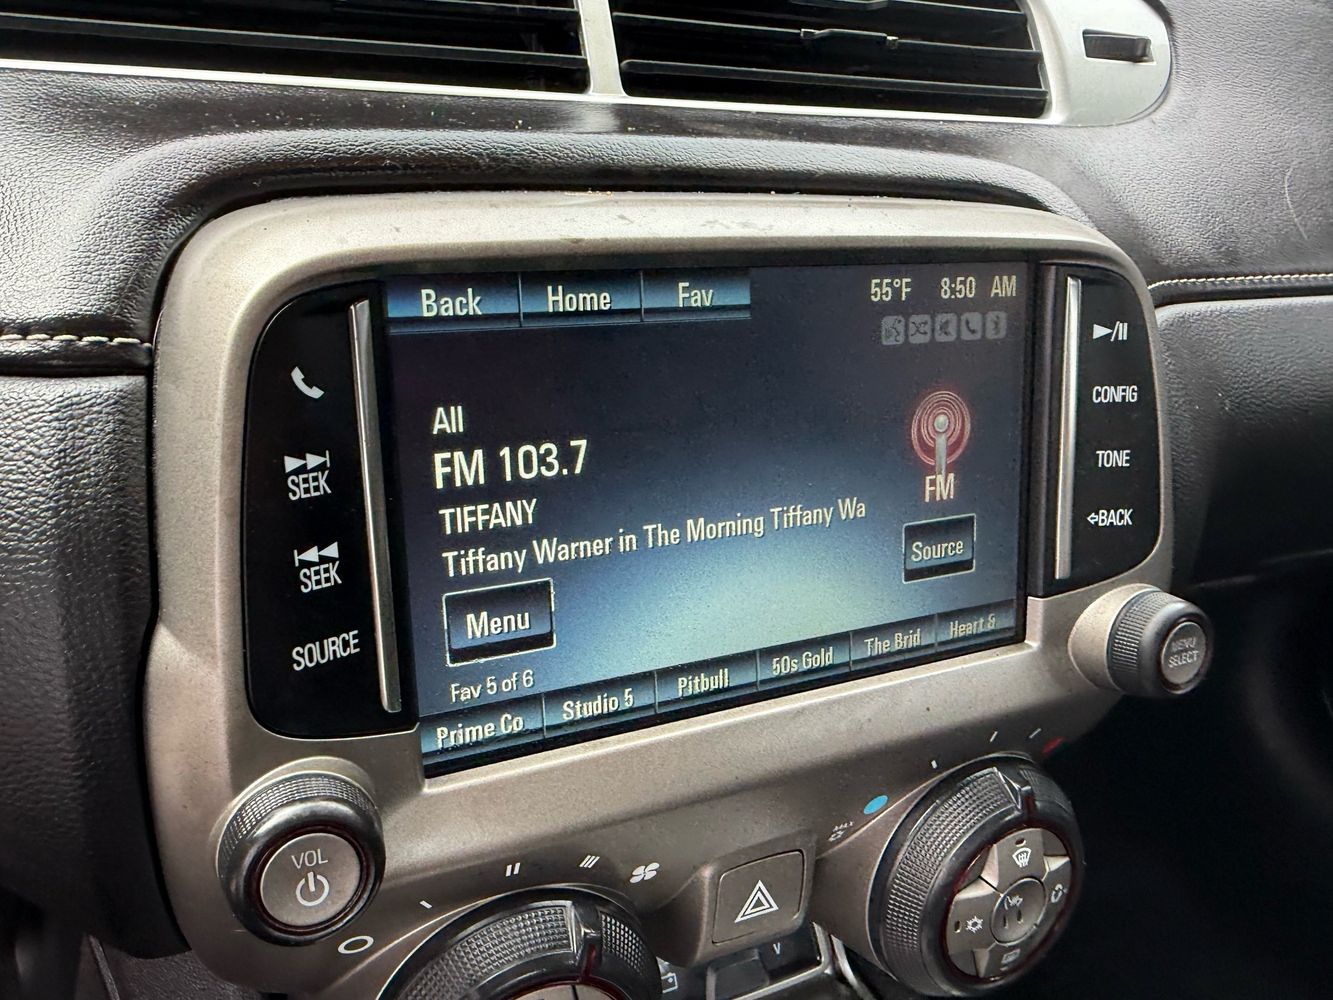 Back Home Fav 55°F 8:50 AM
All
FM 103.7
TIFFANY
Tiffany Warner in The Morning Tiffany Wa
FM
Source
Menu
Fav 5 of 6
Prime Co Studio 5 Pitbull 50s Gold The Brid Heart &
SEEK
SEEK
SOURCE
CONFIG
TONE
BACK
MENU
SELECT
VOL
MAX